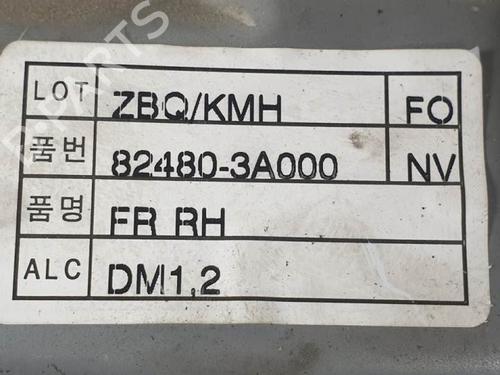 LOT ZBQ/KMH FO
품번 82480-3A000 NV
품명 FR RH
ALC DM1,2